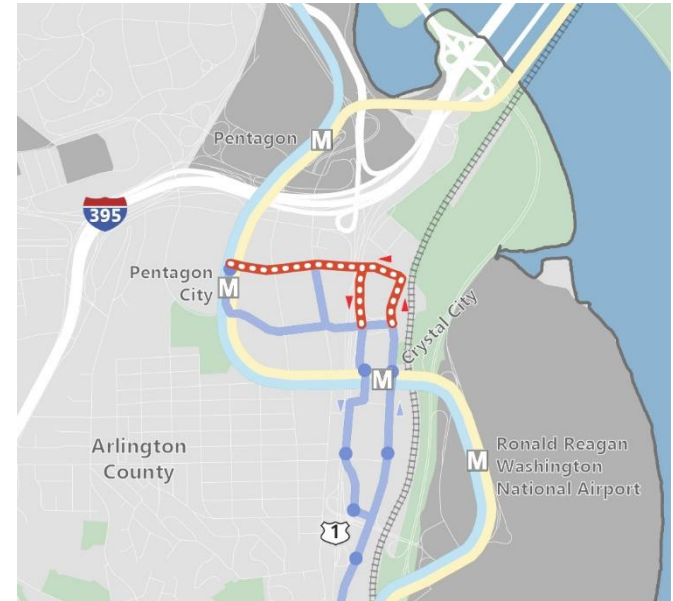 Pentagon M
395
Pentagon
City M
Crystal City
M
Arlington
County
M Ronald Reagan
Washington
National Airport
1